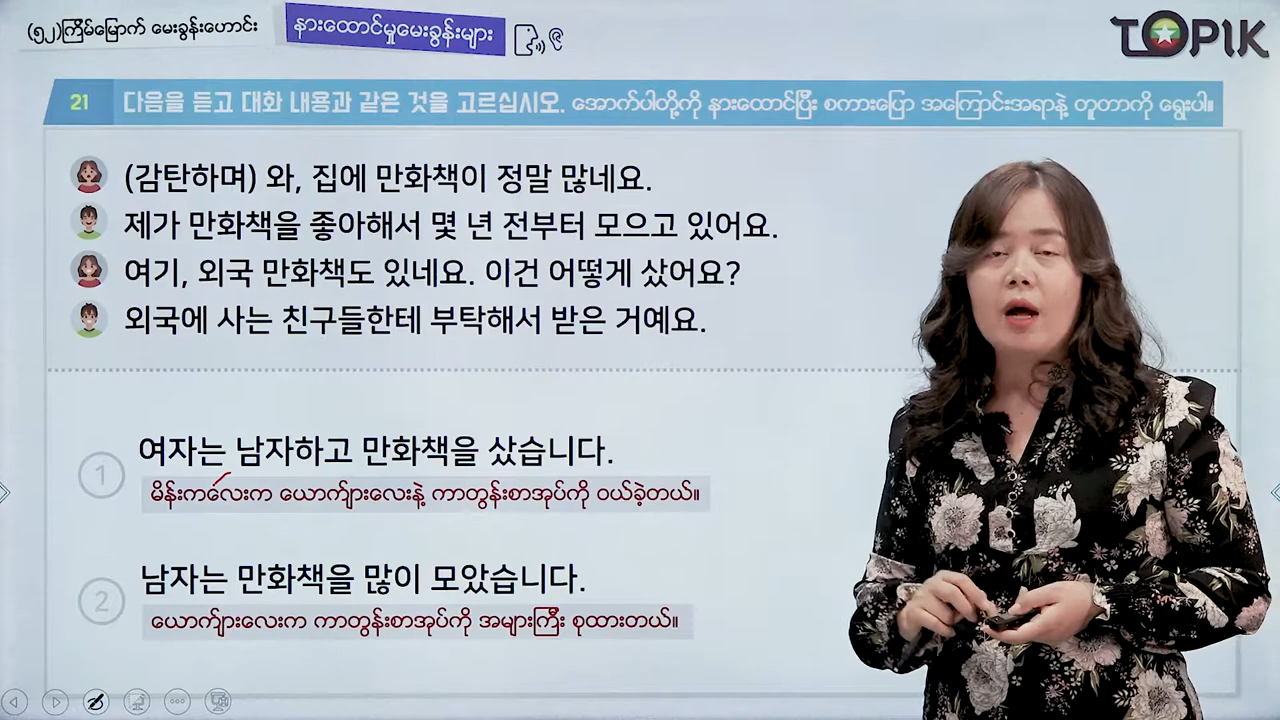 (၅၂)ကြိမ်မြောက် မေးခွန်းဟောင်း
နားထောင်မှုမေးခွန်းများ
TOPIK
21 다음을 듣고 대화 내용과 같은 것을 고르십시오. အောက်ပါတို့ကို နားထောင်ပြီး စကားပြော အကြောင်းအရာနဲ့ တူတာကို ရွေးပါ။
(감탄하며) 와, 집에 만화책이 정말 많네요.
제가 만화책을 좋아해서 몇 년 전부터 모으고 있어요.
여기, 외국 만화책도 있네요. 이건 어떻게 샀어요?
외국에 사는 친구들한테 부탁해서 받은 거예요.
1 여자는 남자하고 만화책을 샀습니다.
မိန်းကလေးက ယောက်ျားလေးနဲ့ ကာတွန်းစာအုပ်ကို ဝယ်ခဲ့တယ်။
2 남자는 만화책을 많이 모았습니다.
ယောက်ျားလေးက ကာတွန်းစာအုပ်ကို အများကြီး စုထားတယ်။